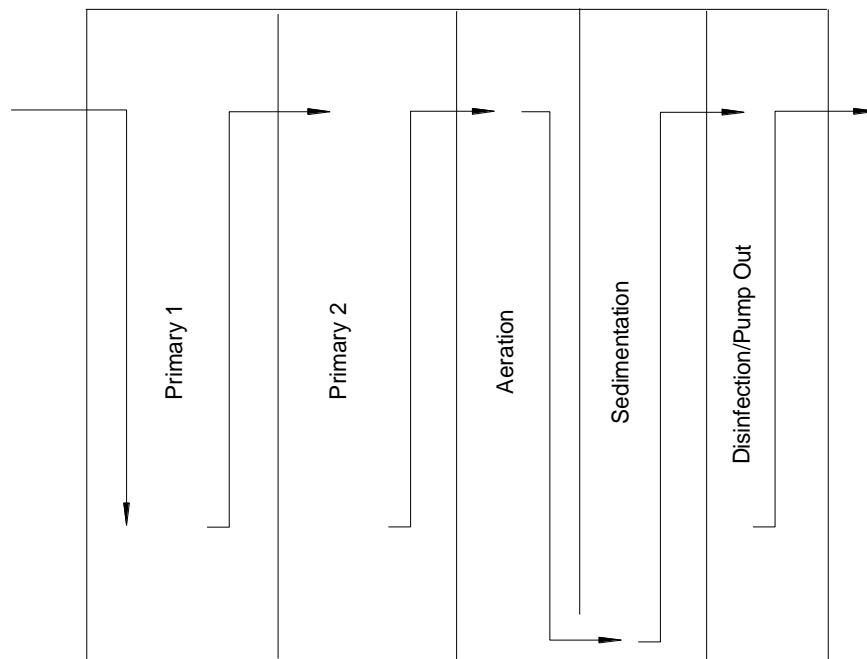 Primary 1
Primary 2
Aeration
Sedimentation
Disinfection/Pump Out